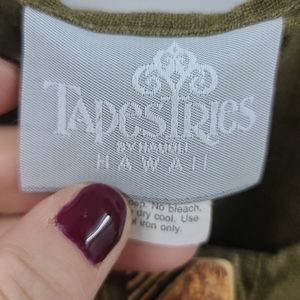 TAPESTRIES
BY HAUOLI
HAWAII
No bleach.
dry cool. Use
iron only.